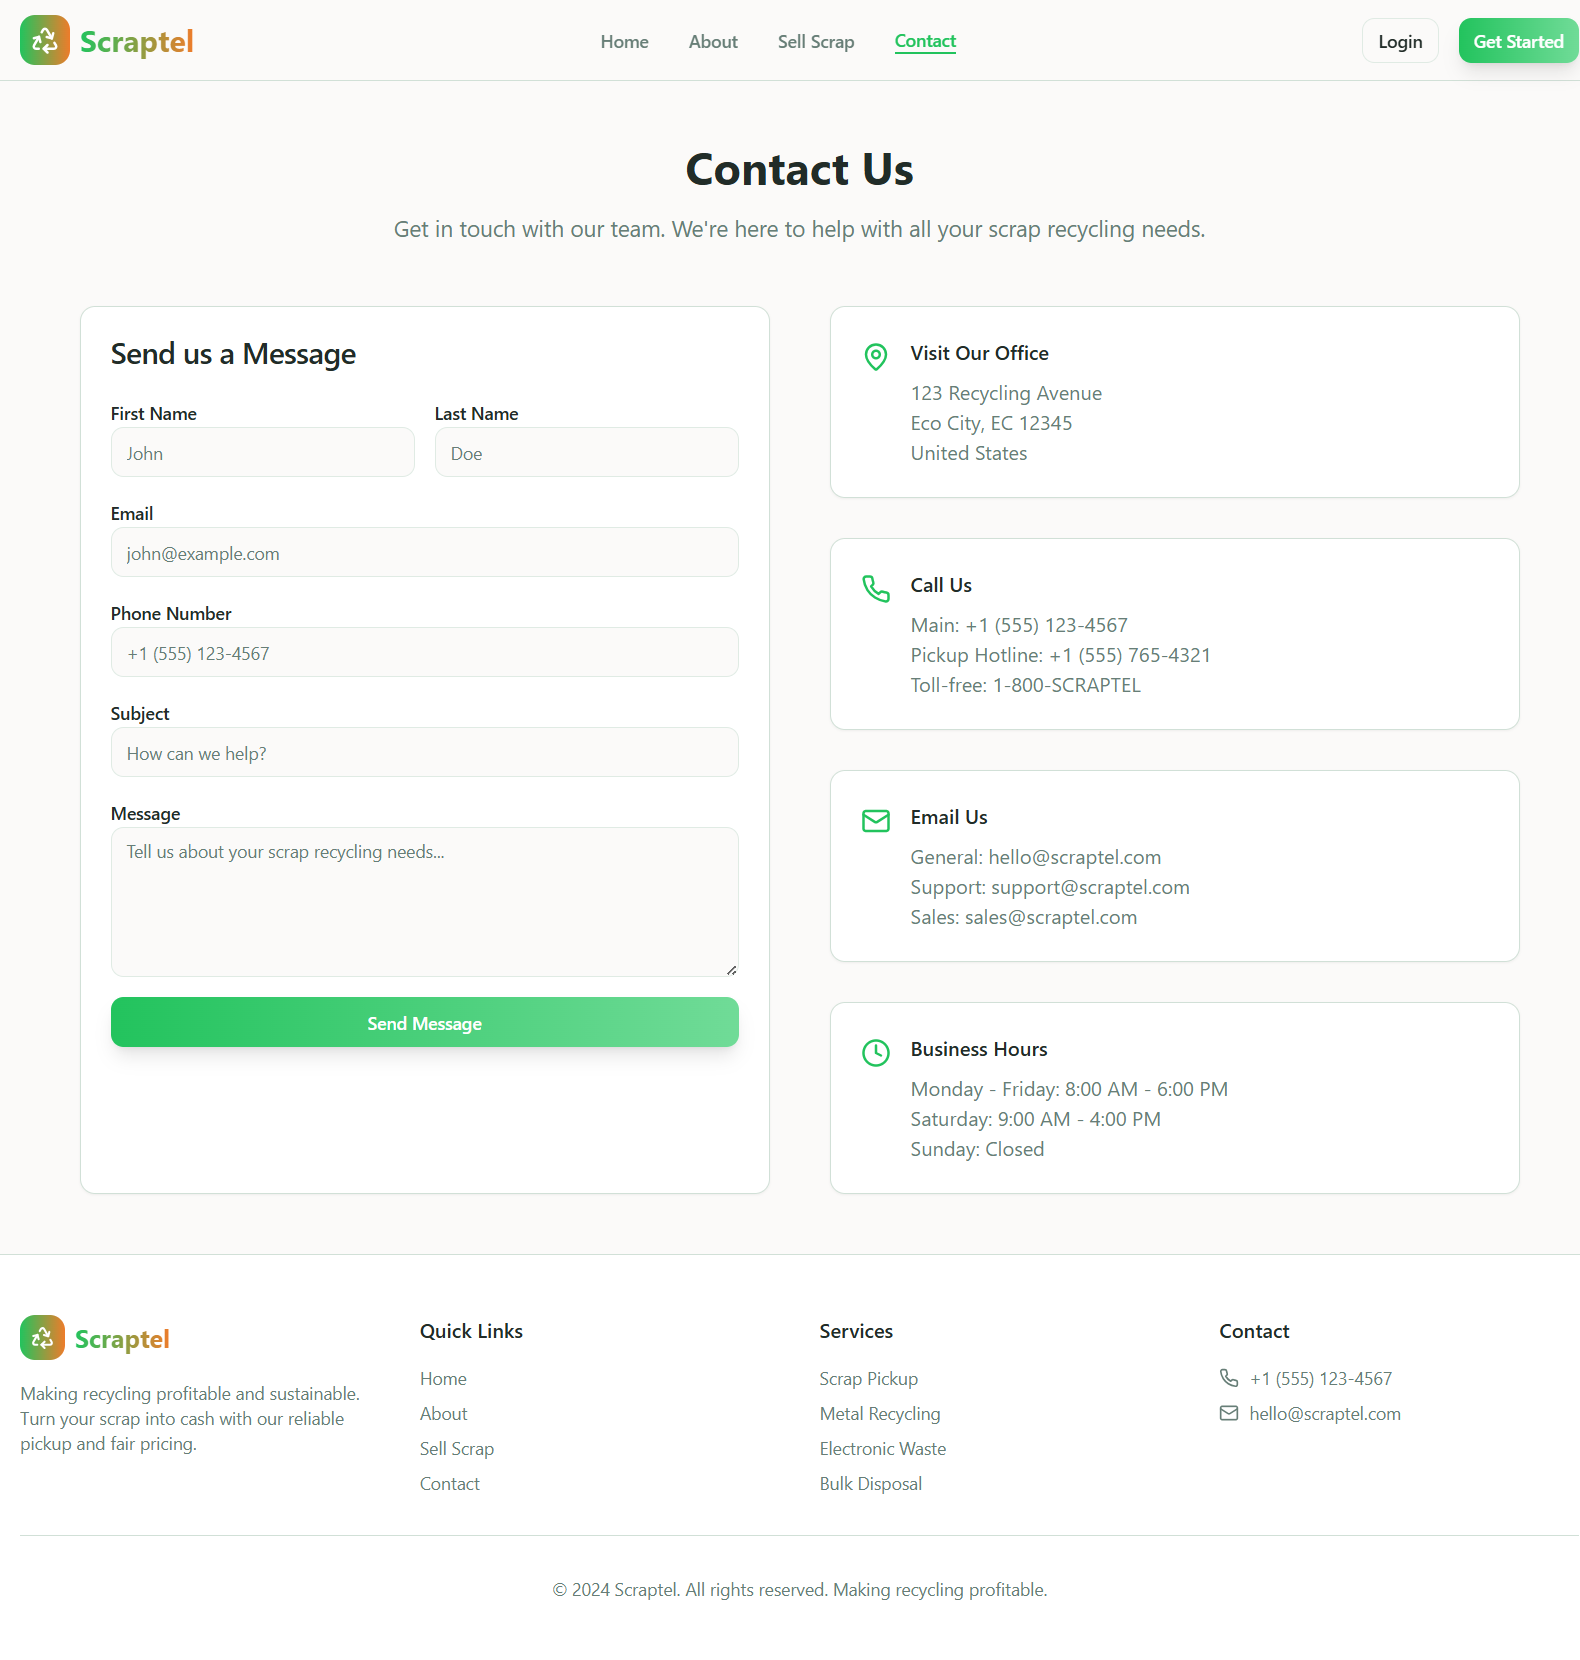 Scraptel
Home
About
Sell Scrap
Contact
Login
Get Started
Contact Us
Get in touch with our team. We're here to help with all your scrap recycling needs.
Send us a Message
First Name
Last Name
John
Doe
Email
john@example.com
Phone Number
+1 (555) 123-4567
Subject
How can we help?
Message
Tell us about your scrap recycling needs...
Send Message
Visit Our Office
123 Recycling Avenue
Eco City, EC 12345
United States
Call Us
Main: +1 (555) 123-4567
Pickup Hotline: +1 (555) 765-4321
Toll-free: 1-800-SCRAPTEL
Email Us
General: hello@scraptel.com
Support: support@scraptel.com
Sales: sales@scraptel.com
Business Hours
Monday - Friday: 8:00 AM - 6:00 PM
Saturday: 9:00 AM - 4:00 PM
Sunday: Closed
Scraptel
Making recycling profitable and sustainable.
Turn your scrap into cash with our reliable
pickup and fair pricing.
Quick Links
Home
About
Sell Scrap
Contact
Services
Scrap Pickup
Metal Recycling
Electronic Waste
Bulk Disposal
Contact
+1 (555) 123-4567
hello@scraptel.com
© 2024 Scraptel. All rights reserved. Making recycling profitable.